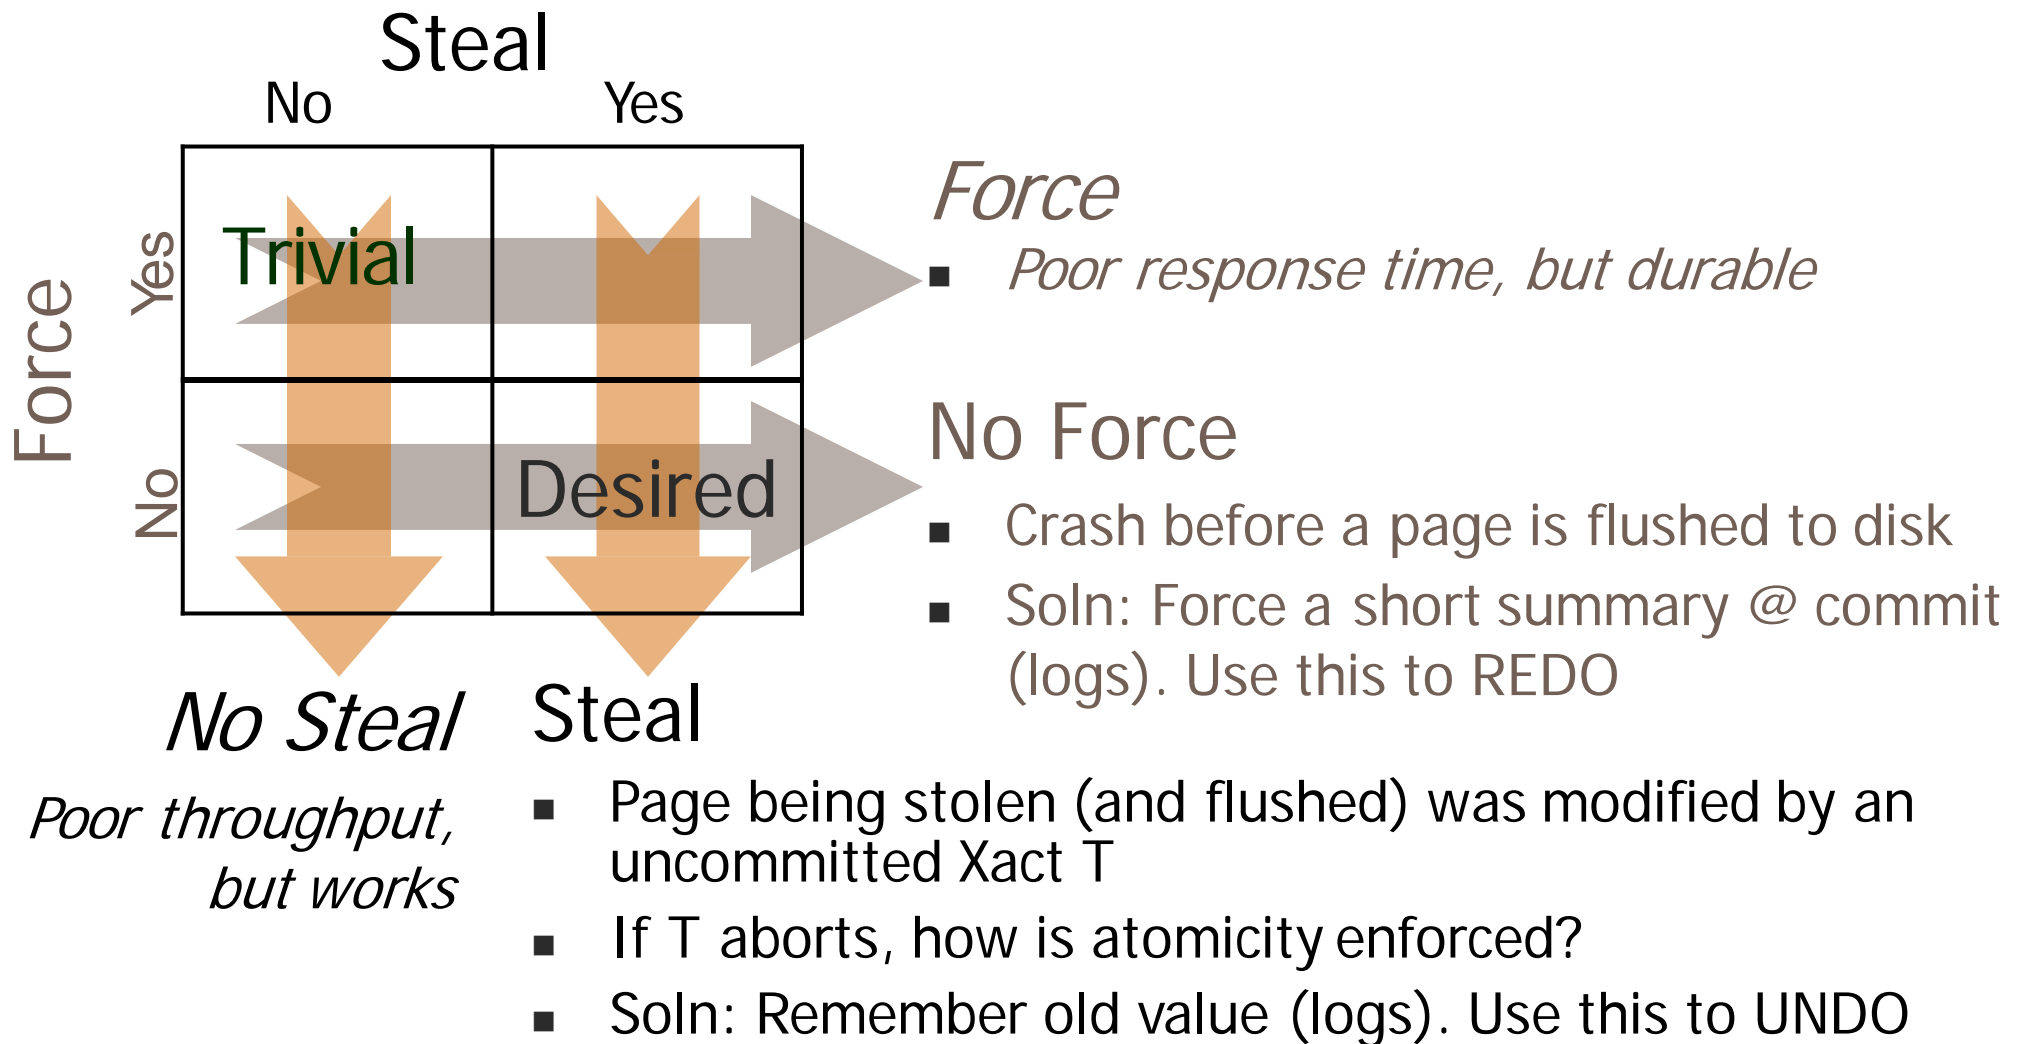 Steal
No Yes
Force
Yes
Trivial
No
Desired
Force
■ Poor response time, but durable
No Force
■ Crash before a page is flushed to disk
■ Soln: Force a short summary @ commit
(logs). Use this to REDO
No Steal
Poor throughput,
but works
Steal
■ Page being stolen (and flushed) was modified by an
uncommitted Xact T
■ If T aborts, how is atomicity enforced?
■ Soln: Remember old value (logs). Use this to UNDO